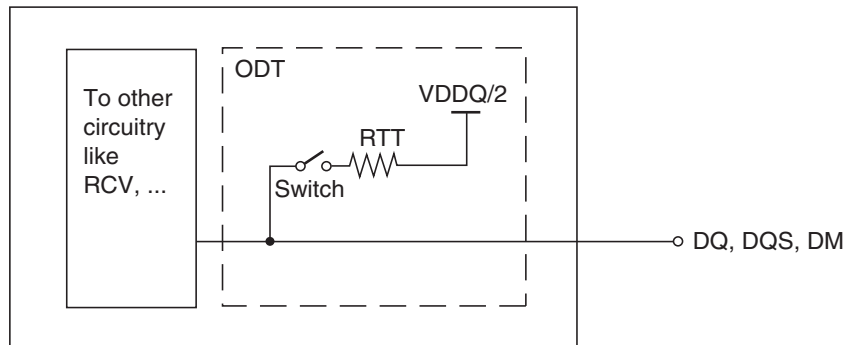 ODT
To other
circuitry
like
RCV, ...
VDDQ/2
RTT
Switch
DQ, DQS, DM